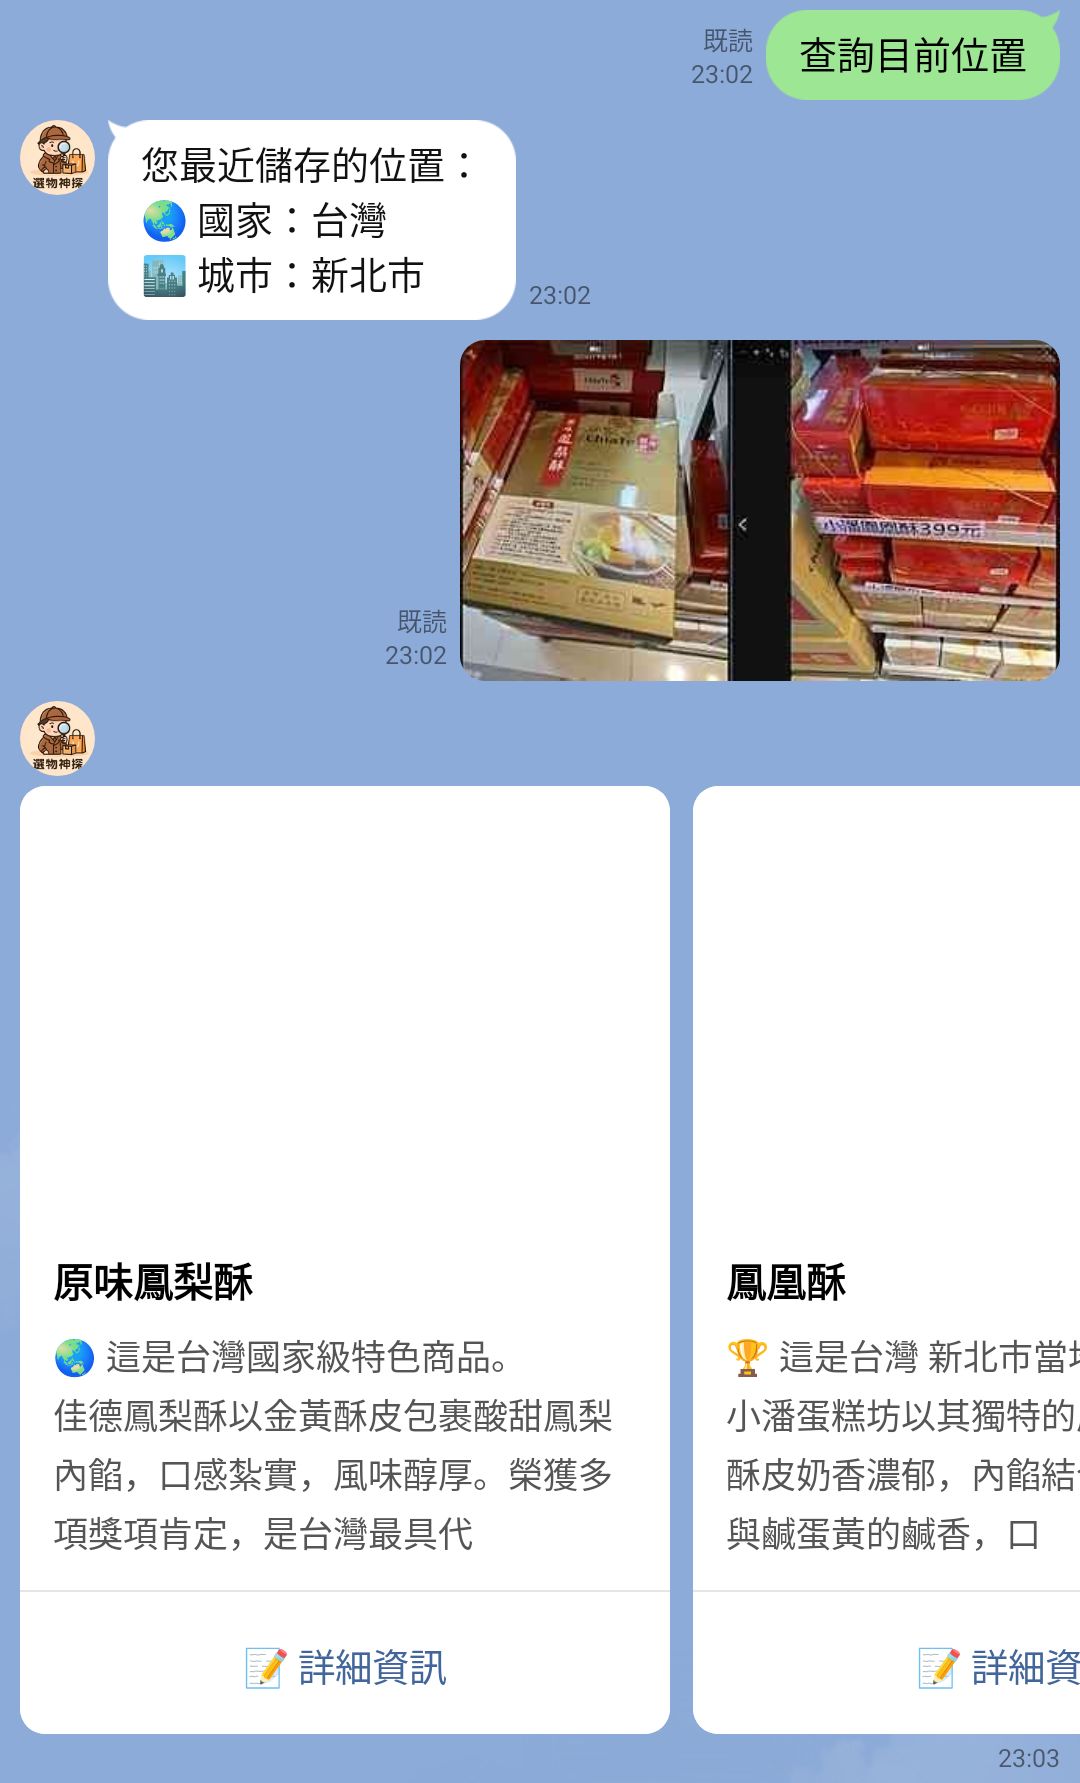 既読
23:02
查詢目前位置
選物神探
您最近儲存的位置：
🌏 國家：台灣
🏙️ 城市：新北市
23:02
鳳梨酥
ChiaTe
小潘鳳凰酥399元
既読
23:02
選物神探
原味鳳梨酥
🌏 這是台灣國家級特色商品。
佳德鳳梨酥以金黃酥皮包裹酸甜鳳梨
內餡，口感紮實，風味醇厚。榮獲多
項獎項肯定，是台灣最具代
📝 詳細資訊
鳳凰酥
🏆 這是台灣 新北市當
小潘蛋糕坊以其獨特的
酥皮奶香濃郁，內餡結
與鹹蛋黃的鹹香，口
📝 詳細資
23:03